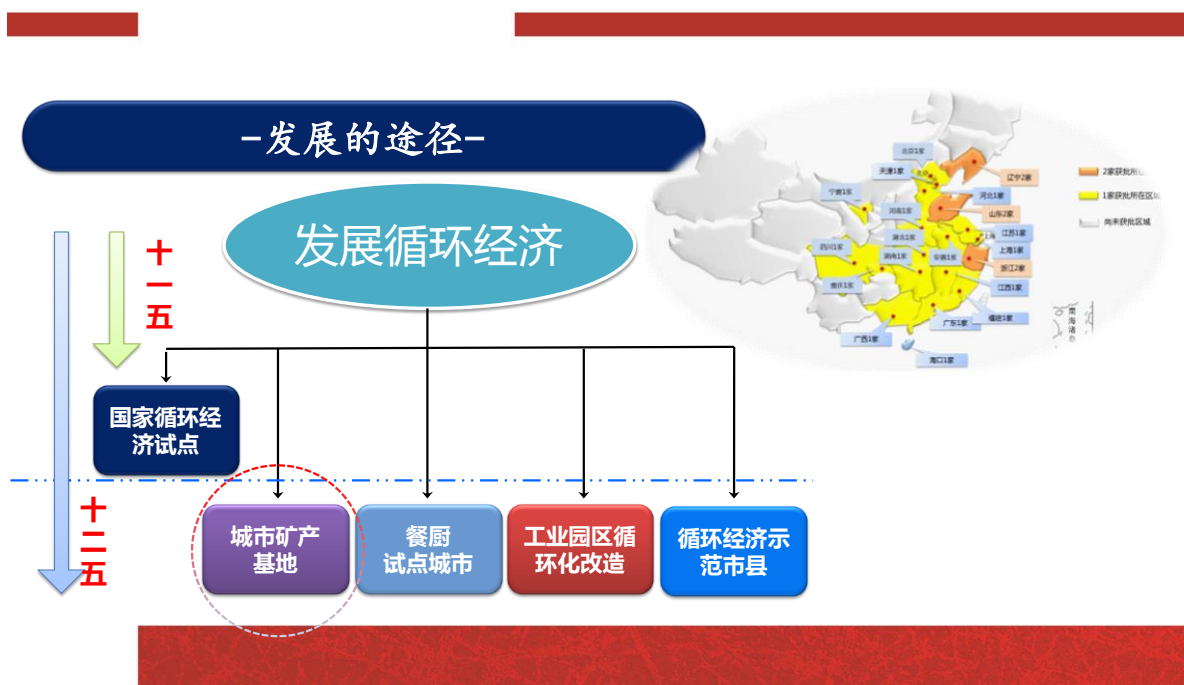 -发展的途径-
发展循环经济
十一五
国家循环经
济试点
十二五
城市矿产
基地
餐厨
试点城市
工业园区循
环化改造
循环经济示
范市县
北京1家
天津1家
辽宁2家
宁夏1家
河北1家
河南1家
山东2家
湖北1家
上海
江苏1家
四川1家
湖南1家
安徽1家
上海1家
浙江2家
重庆1家
江西1家
广东1家
福建1家
广西1家
海口1家
2家获批所在
1家获批所在区域
尚未获批区域
南海诸